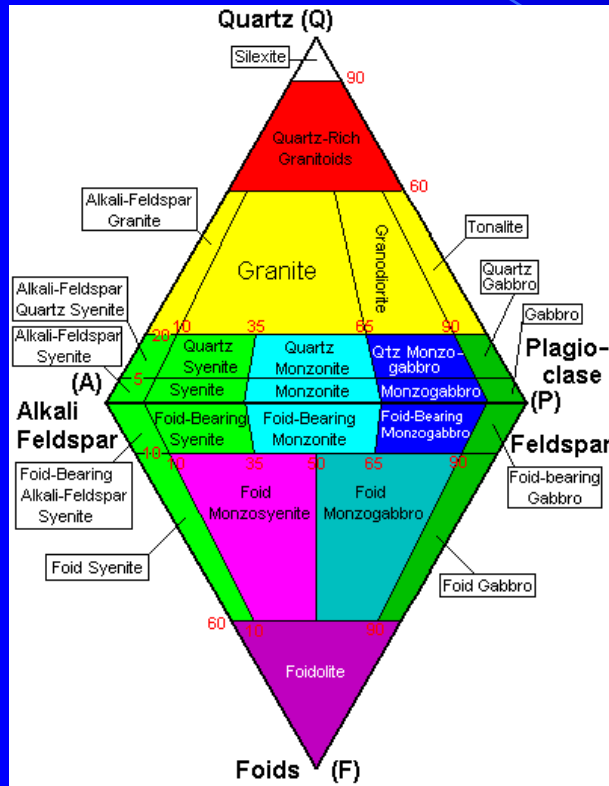 Quartz (Q)
Silexite
90
Quartz-Rich
Granitoids
60
Alkali-Feldspar
Granite
Tonalite
Granite
Granodiorite
Quartz
Gabbro
Alkali-Feldspar
Quartz Syenite
Gabbro
20
10
35
65
90
Alkali-Feldspar
Syenite
Quartz
Syenite
Quartz
Monzonite
Qtz Monzo-
gabbro
Plagio-
clase
5
(A)
Syenite
Monzonite
Monzogabbro
(P)
Alkali
Feldspar
Foid-Bearing
Syenite
Foid-Bearing
Monzonite
Foid-Bearing
Monzogabbro
Feldspar
10
10
35
50
65
90
Foid-Bearing
Alkali-Feldspar
Syenite
Foid-bearing
Gabbro
Foid
Monzosyenite
Foid
Monzogabbro
Foid Syenite
Foid Gabbro
60
10
90
Foidolite
Foids (F)